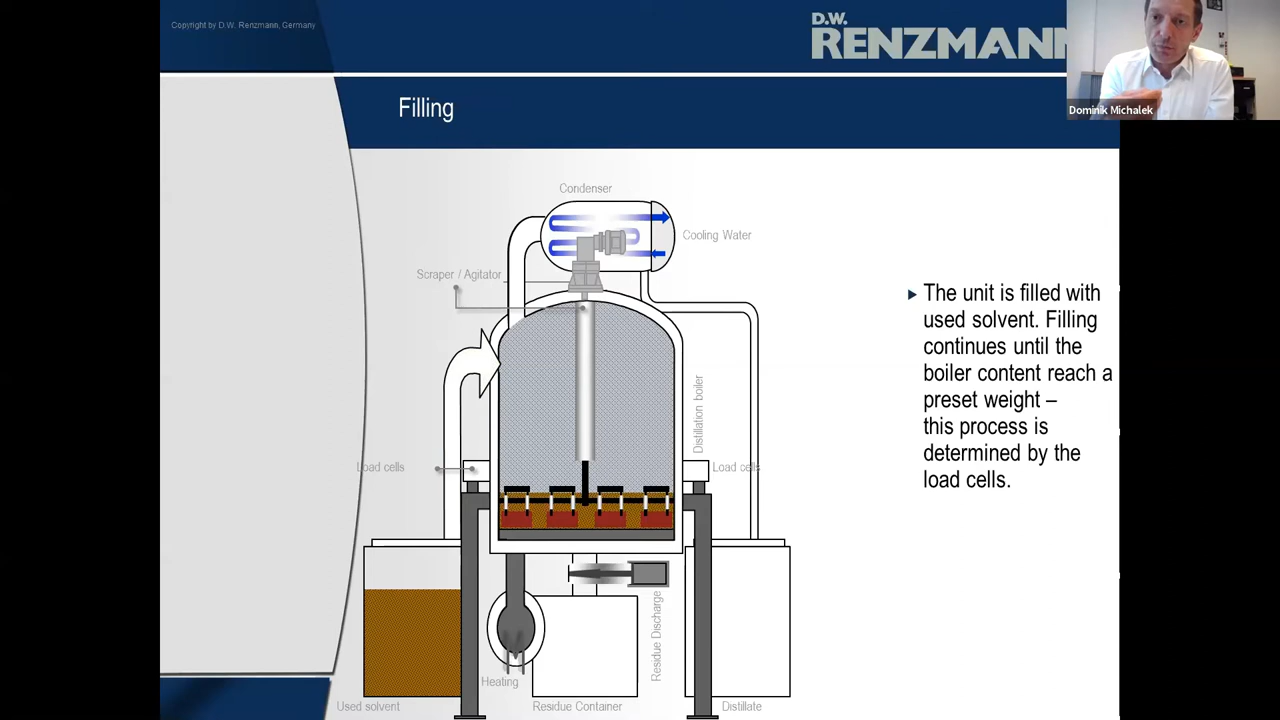 Copyright by D.W. Renzmann, Germany
D.W.
RENZMANN
Dominik Michalek
Filling
Condenser
Cooling Water
Scraper / Agitator
Distillation boiler
Load cells
Load cells
Residue Discharge
Heating
Used solvent
Residue Container
Distillate
The unit is filled with
used solvent. Filling
continues until the
boiler content reach a
preset weight –
this process is
determined by the
load cells.